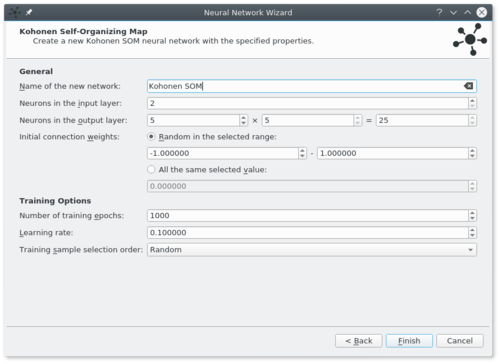 Neural Network Wizard
Kohonen Self-Organizing Map
Create a new Kohonen SOM neural network with the specified properties.
General
Name of the new network: Kohonen SOM
Neurons in the input layer: 2
Neurons in the output layer: 5 × 5 = 25
Initial connection weights: Random in the selected range:
-1.000000 - 1.000000
All the same selected value:
0.000000
Training Options
Number of training epochs: 1000
Learning rate: 0.100000
Training sample selection order: Random
< Back Finish Cancel